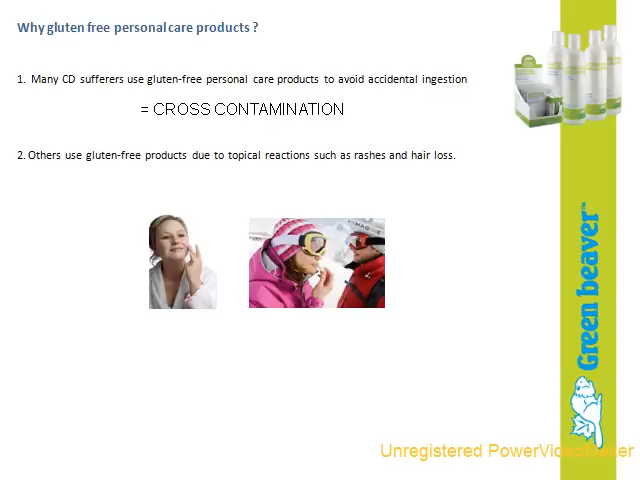 Why gluten free personal care products ?
1. Many CD sufferers use gluten-free personal care products to avoid accidental ingestion
= CROSS CONTAMINATION
2. Others use gluten-free products due to topical reactions such as rashes and hair loss.
Green beaver™
Unregistered PowerVideoMaker